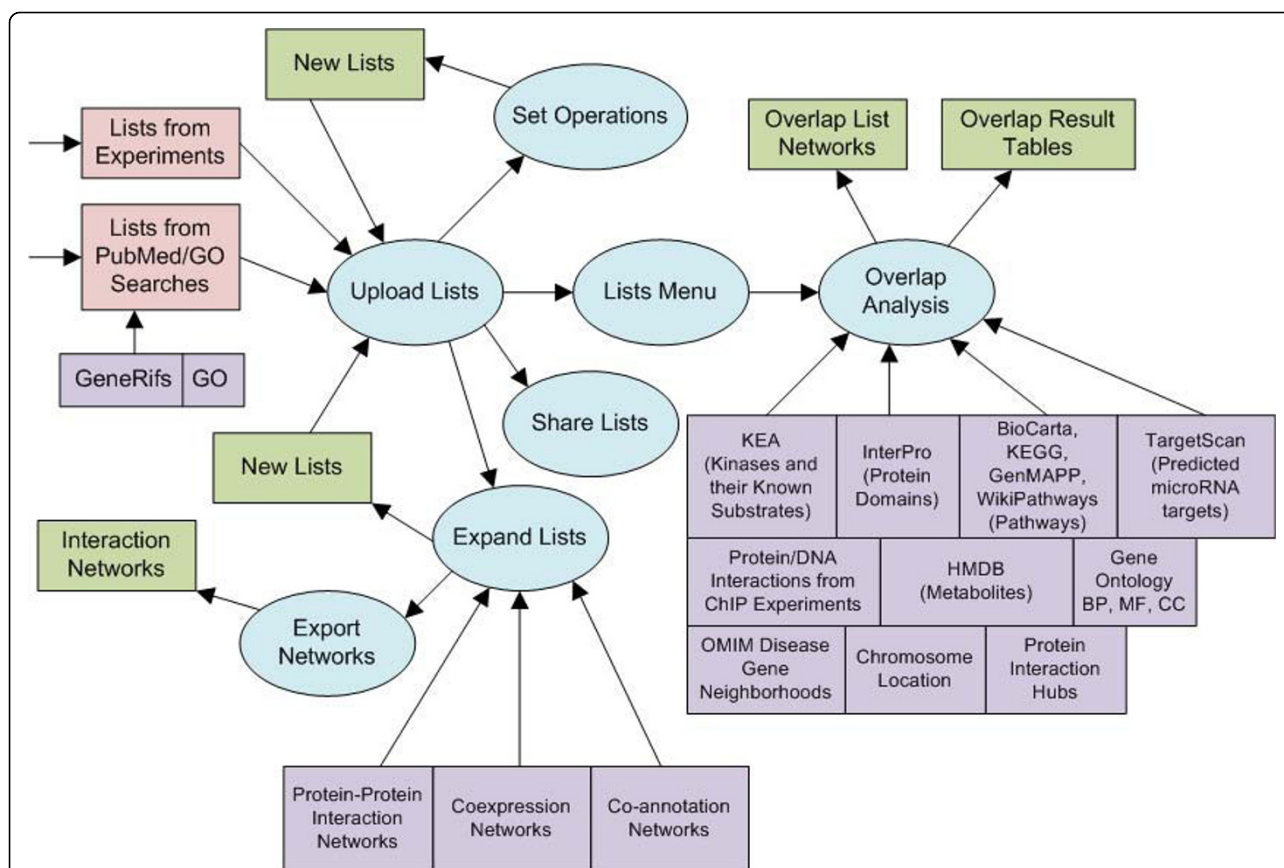 New Lists
Set Operations
Lists from
Experiments
Overlap List
Networks
Overlap Result
Tables
Lists from
PubMed/GO
Searches
Upload Lists
Lists Menu
Overlap
Analysis
GeneRifs
GO
Share Lists
New Lists
KEA
(Kinases and
their Known
Substrates)
InterPro
(Protein
Domains)
BioCarta,
KEGG,
GenMAPP,
WikiPathways
(Pathways)
TargetScan
(Predicted
microRNA
targets)
Expand Lists
Interaction
Networks
Protein/DNA
Interactions from
ChIP Experiments
HMDB
(Metabolites)
Gene
Ontology
BP, MF, CC
Export
Networks
OMIM Disease
Gene
Neighborhoods
Chromosome
Location
Protein
Interaction
Hubs
Protein-Protein
Interaction
Networks
Coexpression
Networks
Co-annotation
Networks